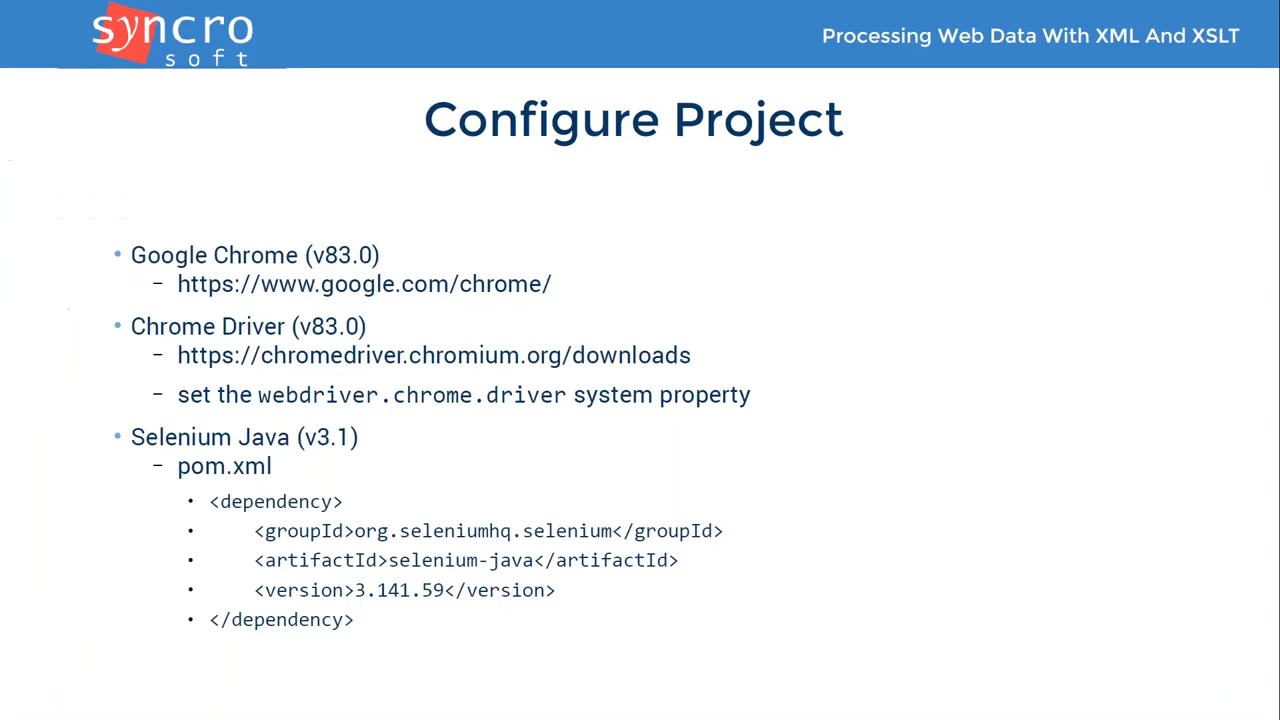 syncro
soft
Processing Web Data With XML And XSLT
Configure Project
• Google Chrome (v83.0)
– https://www.google.com/chrome/
• Chrome Driver (v83.0)
– https://chromedriver.chromium.org/downloads
– set the webdriver.chrome.driver system property
• Selenium Java (v3.1)
– pom.xml
• <dependency>
• <groupId>org.seleniumhq.selenium</groupId>
• <artifactId>selenium-java</artifactId>
• <version>3.141.59</version>
• </dependency>